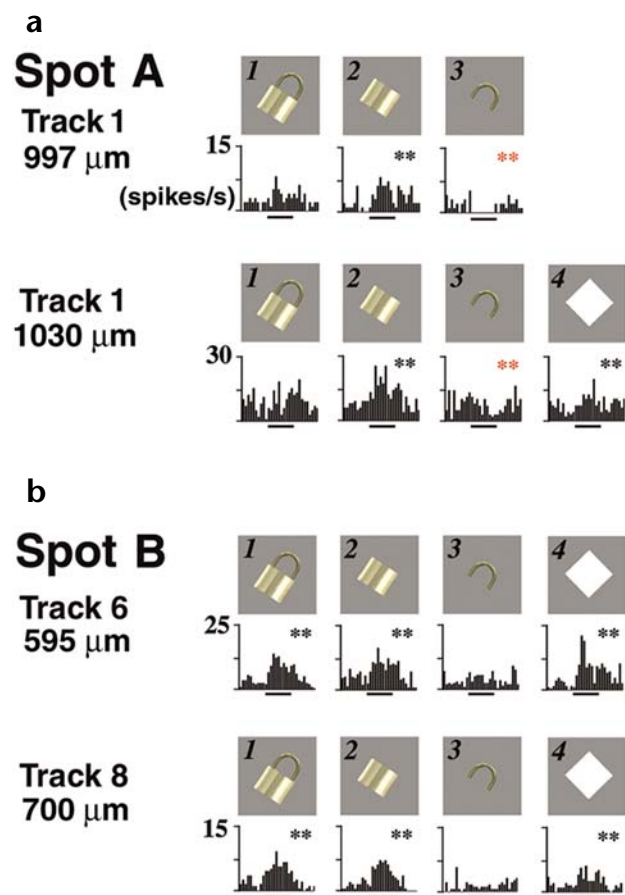 a
Spot A
Track 1
997 µm
1 2 3
15
(spikes/s)
** **
Track 1
1030 µm
1 2 3 4
30
** ** **
b
Spot B
Track 6
595 µm
1 2 3 4
25
** ** **
Track 8
700 µm
1 2 3 4
15
** ** **